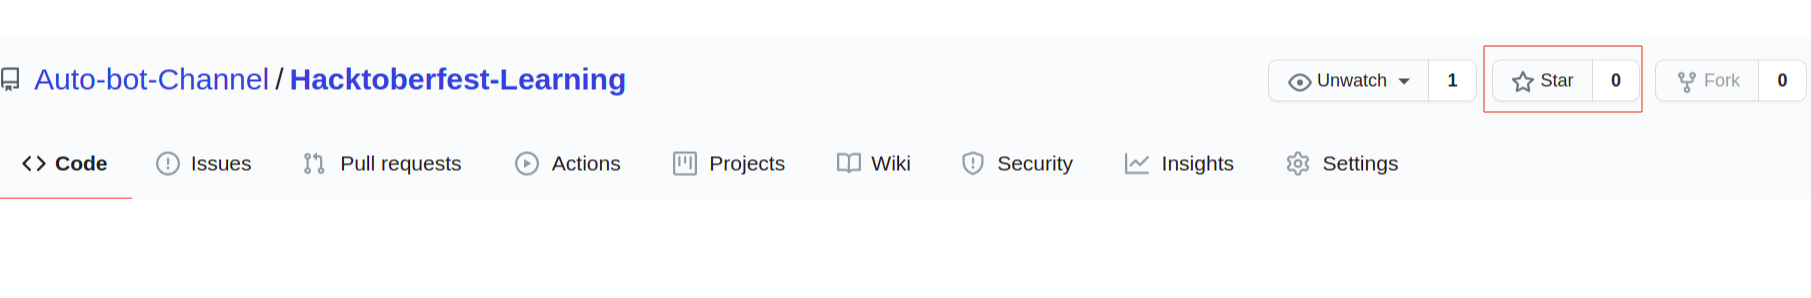 Auto-bot-Channel / Hacktoberfest-Learning Unwatch 1 Star 0 Fork 0
Code Issues Pull requests Actions Projects Wiki Security Insights Settings